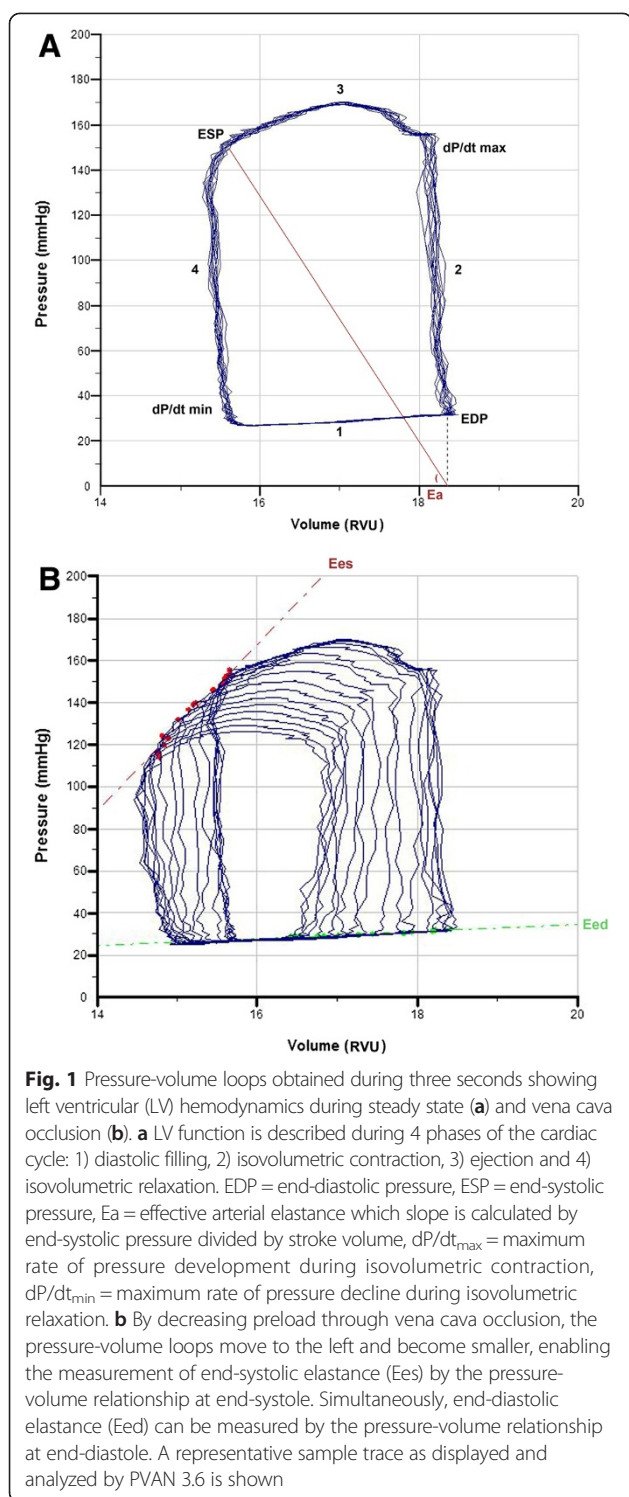 A
200
180
160
140
120
100
80
60
40
20
0
Pressure (mmHg)
3
ESP
dP/dt max
4
2
dP/dt min
1
EDP
Ea
14
16
18
20
Volume (RVU)
B
Ees
200
180
160
140
120
100
80
60
40
20
0
Pressure (mmHg)
Eed
14
16
18
20
Volume (RVU)
Fig. 1 Pressure-volume loops obtained during three seconds showing
left ventricular (LV) hemodynamics during steady state (a) and vena cava
occlusion (b). a LV function is described during 4 phases of the cardiac
cycle: 1) diastolic filling, 2) isovolumetric contraction, 3) ejection and 4)
isovolumetric relaxation. EDP = end-diastolic pressure, ESP = end-systolic
pressure, Ea = effective arterial elastance which slope is calculated by
end-systolic pressure divided by stroke volume, dP/dtmax = maximum
rate of pressure development during isovolumetric contraction,
dP/dtmin = maximum rate of pressure decline during isovolumetric
relaxation. b By decreasing preload through vena cava occlusion, the
pressure-volume loops move to the left and become smaller, enabling
the measurement of end-systolic elastance (Ees) by the pressure-
volume relationship at end-systole. Simultaneously, end-diastolic
elastance (Eed) can be measured by the pressure-volume relationship
at end-diastole. A representative sample trace as displayed and
analyzed by PVAN 3.6 is shown